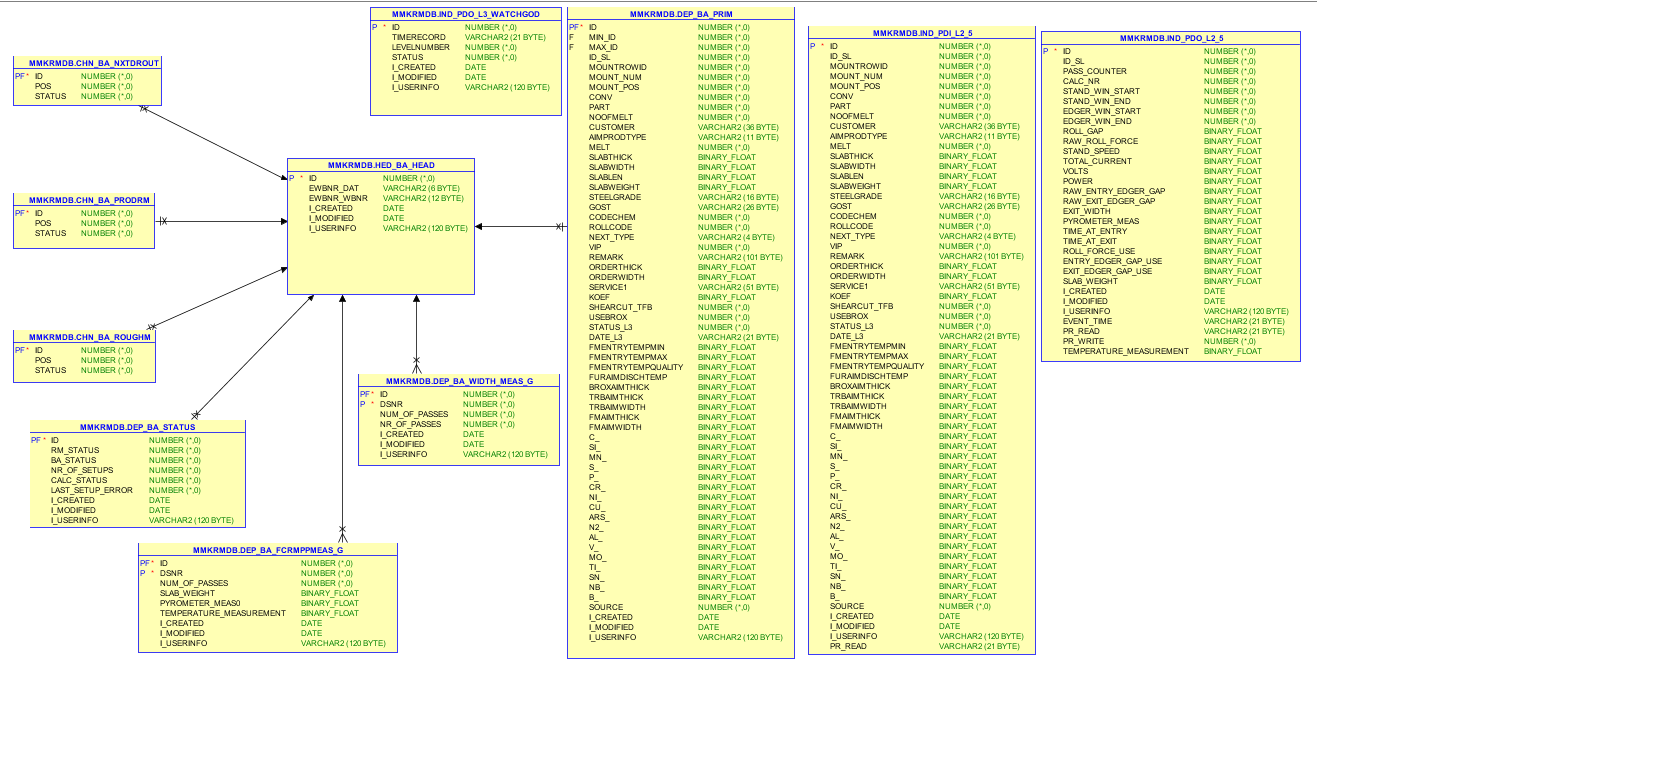 MMKRMDB.CHN_BA_NXTDROUT
PF* ID NUMBER (*,0)
POS NUMBER (*,0)
STATUS NUMBER (*,0)
MMKRMDB.CHN_BA_PRODRM
PF* ID NUMBER (*,0)
POS NUMBER (*,0)
STATUS NUMBER (*,0)
MMKRMDB.CHN_BA_ROUGHM
PF* ID NUMBER (*,0)
POS NUMBER (*,0)
STATUS NUMBER (*,0)
MMKRMDB.DEP_BA_STATUS
PF* ID NUMBER (*,0)
RM_STATUS NUMBER (*,0)
BA_STATUS NUMBER (*,0)
NR_OF_SETUPS NUMBER (*,0)
CALC_STATUS NUMBER (*,0)
LAST_SETUP_ERROR NUMBER (*,0)
I_CREATED DATE
I_MODIFIED DATE
I_USERINFO VARCHAR2 (120 BYTE)
MMKRMDB.DEP_BA_FCRMPPMEAS_G
PF* ID NUMBER (*,0)
P * DSNR NUMBER (*,0)
NUM_OF_PASSES NUMBER (*,0)
SLAB_WEIGHT BINARY_FLOAT
PYROMETER_MEAS0 BINARY_FLOAT
TEMPERATURE_MEASUREMENT BINARY_FLOAT
I_CREATED DATE
I_MODIFIED DATE
I_USERINFO VARCHAR2 (120 BYTE)
MMKRMDB.HED_BA_HEAD
P * ID NUMBER (*,0)
EWBNR_DAT VARCHAR2 (6 BYTE)
EWBNR_WBNR VARCHAR2 (12 BYTE)
I_CREATED DATE
I_MODIFIED DATE
I_USERINFO VARCHAR2 (120 BYTE)
MMKRMDB.IND_PDO_L3_WATCHGOD
P * ID NUMBER (*,0)
TIMERECORD VARCHAR2 (21 BYTE)
LEVELNUMBER NUMBER (*,0)
STATUS NUMBER (*,0)
I_CREATED DATE
I_MODIFIED DATE
I_USERINFO VARCHAR2 (120 BYTE)
MMKRMDB.DEP_BA_WIDTH_MEAS_G
PF* ID NUMBER (*,0)
P * DSNR NUMBER (*,0)
NUM_OF_PASSES NUMBER (*,0)
NR_OF_PASSES NUMBER (*,0)
I_CREATED DATE
I_MODIFIED DATE
I_USERINFO VARCHAR2 (120 BYTE)
MMKRMDB.DEP_BA_PRIM
PF* ID NUMBER (*,0)
F MIN_ID NUMBER (*,0)
F MAX_ID NUMBER (*,0)
ID_SL NUMBER (*,0)
MOUNTROWID NUMBER (*,0)
MOUNT_NUM NUMBER (*,0)
MOUNT_POS NUMBER (*,0)
CONV NUMBER (*,0)
PART NUMBER (*,0)
NOOFMELT NUMBER (*,0)
CUSTOMER VARCHAR2 (36 BYTE)
AIMPRODTYPE VARCHAR2 (11 BYTE)
MELT NUMBER (*,0)
SLABTHICK BINARY_FLOAT
SLABWIDTH BINARY_FLOAT
SLABLEN BINARY_FLOAT
SLABWEIGHT BINARY_FLOAT
STEELGRADE VARCHAR2 (16 BYTE)
GOST VARCHAR2 (26 BYTE)
CODECHEM NUMBER (*,0)
ROLLCODE NUMBER (*,0)
NEXT_TYPE VARCHAR2 (4 BYTE)
VIP NUMBER (*,0)
REMARK VARCHAR2 (101 BYTE)
ORDERTHICK BINARY_FLOAT
ORDERWIDTH BINARY_FLOAT
SERVICE1 VARCHAR2 (51 BYTE)
KOEF BINARY_FLOAT
SHEARCUT_TFB NUMBER (*,0)
USEBROX NUMBER (*,0)
STATUS_L3 NUMBER (*,0)
DATE_L3 VARCHAR2 (21 BYTE)
FMENTRYTEMPMIN BINARY_FLOAT
FMENTRYTEMPMAX BINARY_FLOAT
FMENTRYTEMPQUALITY BINARY_FLOAT
FURAIMDISCHTEMP BINARY_FLOAT
BROXAIMTHICK BINARY_FLOAT
TRBAIMTHICK BINARY_FLOAT
TRBAIMWIDTH BINARY_FLOAT
FMAIMTHICK BINARY_FLOAT
FMAIMWIDTH BINARY_FLOAT
C_ BINARY_FLOAT
SI_ BINARY_FLOAT
MN_ BINARY_FLOAT
S_ BINARY_FLOAT
P_ BINARY_FLOAT
CR_ BINARY_FLOAT
NI_ BINARY_FLOAT
CU_ BINARY_FLOAT
ARS_ BINARY_FLOAT
N2_ BINARY_FLOAT
AL_ BINARY_FLOAT
V_ BINARY_FLOAT
MO_ BINARY_FLOAT
TI_ BINARY_FLOAT
SN_ BINARY_FLOAT
NB_ BINARY_FLOAT
B_ BINARY_FLOAT
SOURCE NUMBER (*,0)
I_CREATED DATE
I_MODIFIED DATE
I_USERINFO VARCHAR2 (120 BYTE)
MMKRMDB.IND_PDI_L2_5
P * ID NUMBER (*,0)
ID_SL NUMBER (*,0)
MOUNTROWID NUMBER (*,0)
MOUNT_NUM NUMBER (*,0)
MOUNT_POS NUMBER (*,0)
CONV NUMBER (*,0)
PART NUMBER (*,0)
NOOFMELT NUMBER (*,0)
CUSTOMER VARCHAR2 (36 BYTE)
AIMPRODTYPE VARCHAR2 (11 BYTE)
MELT NUMBER (*,0)
SLABTHICK BINARY_FLOAT
SLABWIDTH BINARY_FLOAT
SLABLEN BINARY_FLOAT
SLABWEIGHT BINARY_FLOAT
STEELGRADE VARCHAR2 (16 BYTE)
GOST VARCHAR2 (26 BYTE)
CODECHEM NUMBER (*,0)
ROLLCODE NUMBER (*,0)
NEXT_TYPE VARCHAR2 (4 BYTE)
VIP NUMBER (*,0)
REMARK VARCHAR2 (101 BYTE)
ORDERTHICK BINARY_FLOAT
ORDERWIDTH BINARY_FLOAT
SERVICE1 VARCHAR2 (51 BYTE)
KOEF BINARY_FLOAT
SHEARCUT_TFB NUMBER (*,0)
USEBROX NUMBER (*,0)
STATUS_L3 NUMBER (*,0)
DATE_L3 VARCHAR2 (21 BYTE)
FMENTRYTEMPMIN BINARY_FLOAT
FMENTRYTEMPMAX BINARY_FLOAT
FMENTRYTEMPQUALITY BINARY_FLOAT
FURAIMDISCHTEMP BINARY_FLOAT
BROXAIMTHICK BINARY_FLOAT
TRBAIMTHICK BINARY_FLOAT
TRBAIMWIDTH BINARY_FLOAT
FMAIMTHICK BINARY_FLOAT
FMAIMWIDTH BINARY_FLOAT
C_ BINARY_FLOAT
SI_ BINARY_FLOAT
MN_ BINARY_FLOAT
S_ BINARY_FLOAT
P_ BINARY_FLOAT
CR_ BINARY_FLOAT
NI_ BINARY_FLOAT
CU_ BINARY_FLOAT
ARS_ BINARY_FLOAT
N2_ BINARY_FLOAT
AL_ BINARY_FLOAT
V_ BINARY_FLOAT
MO_ BINARY_FLOAT
TI_ BINARY_FLOAT
SN_ BINARY_FLOAT
NB_ BINARY_FLOAT
B_ BINARY_FLOAT
SOURCE NUMBER (*,0)
I_CREATED DATE
I_MODIFIED DATE
I_USERINFO VARCHAR2 (120 BYTE)
PR_READ VARCHAR2 (21 BYTE)
MMKRMDB.IND_PDO_L2_5
P * ID NUMBER (*,0)
ID_SL NUMBER (*,0)
PASS_COUNTER NUMBER (*,0)
CALC_NR NUMBER (*,0)
STAND_WIN_START NUMBER (*,0)
STAND_WIN_END NUMBER (*,0)
EDGER_WIN_START NUMBER (*,0)
EDGER_WIN_END NUMBER (*,0)
ROLL_GAP BINARY_FLOAT
RAW_ROLL_FORCE BINARY_FLOAT
STAND_SPEED BINARY_FLOAT
TOTAL_CURRENT BINARY_FLOAT
VOLTS BINARY_FLOAT
POWER BINARY_FLOAT
RAW_ENTRY_EDGER_GAP BINARY_FLOAT
RAW_EXIT_EDGER_GAP BINARY_FLOAT
EXIT_WIDTH BINARY_FLOAT
PYROMETER_MEAS BINARY_FLOAT
TIME_AT_ENTRY BINARY_FLOAT
TIME_AT_EXIT BINARY_FLOAT
ROLL_FORCE_USE BINARY_FLOAT
ENTRY_EDGER_GAP_USE BINARY_FLOAT
EXIT_EDGER_GAP_USE BINARY_FLOAT
SLAB_WEIGHT BINARY_FLOAT
I_CREATED DATE
I_MODIFIED DATE
I_USERINFO VARCHAR2 (120 BYTE)
EVENT_TIME VARCHAR2 (21 BYTE)
PR_READ VARCHAR2 (21 BYTE)
PR_WRITE NUMBER (*,0)
TEMPERATURE_MEASUREMENT BINARY_FLOAT